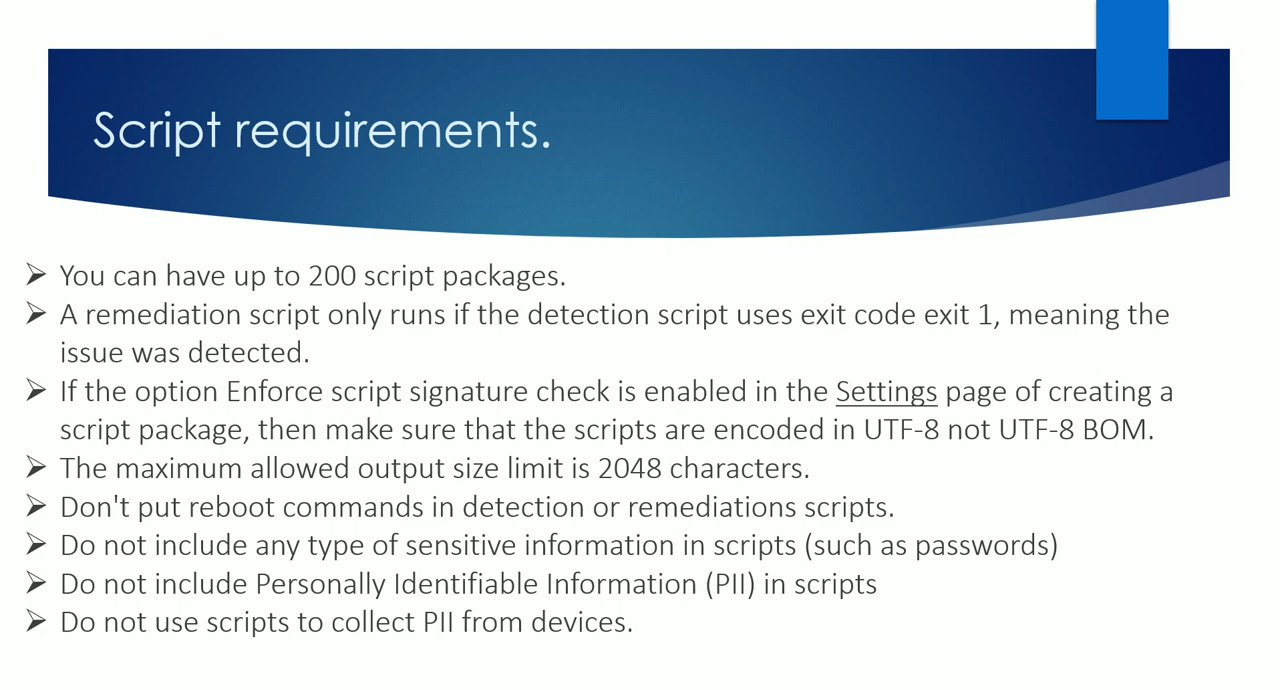 Script requirements.
➢ You can have up to 200 script packages.
➢ A remediation script only runs if the detection script uses exit code exit 1, meaning the
issue was detected.
➢ If the option Enforce script signature check is enabled in the Settings page of creating a
script package, then make sure that the scripts are encoded in UTF-8 not UTF-8 BOM.
➢ The maximum allowed output size limit is 2048 characters.
➢ Don't put reboot commands in detection or remediations scripts.
➢ Do not include any type of sensitive information in scripts (such as passwords)
➢ Do not include Personally Identifiable Information (PII) in scripts
➢ Do not use scripts to collect PII from devices.